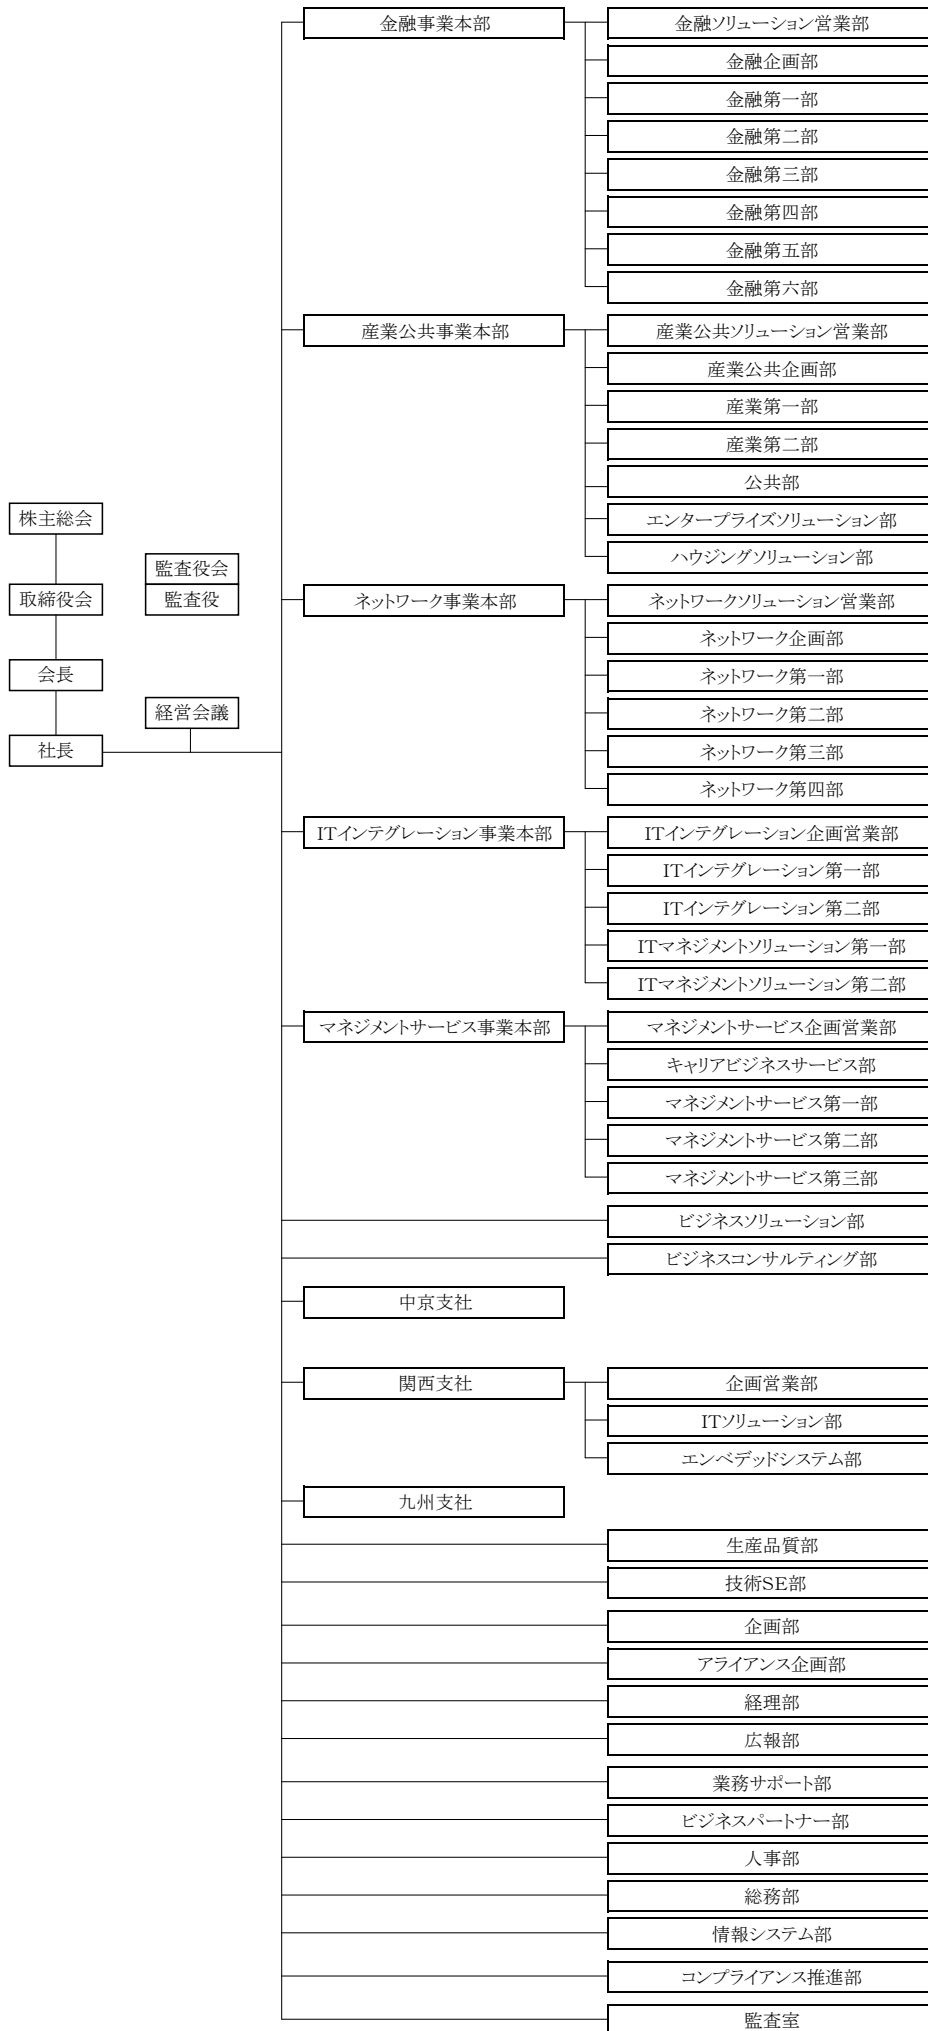 株主総会
取締役会
会長
社長
監査役会
監査役
経営会議
金融事業本部
金融ソリューション営業部
金融企画部
金融第一部
金融第二部
金融第三部
金融第四部
金融第五部
金融第六部
産業公共事業本部
産業公共ソリューション営業部
産業公共企画部
産業第一部
産業第二部
公共部
エンタープライズソリューション部
ハウジングソリューション部
ネットワーク事業本部
ネットワークソリューション営業部
ネットワーク企画部
ネットワーク第一部
ネットワーク第二部
ネットワーク第三部
ネットワーク第四部
ITインテグレーション事業本部
ITインテグレーション企画営業部
ITインテグレーション第一部
ITインテグレーション第二部
ITマネジメントソリューション第一部
ITマネジメントソリューション第二部
マネジメントサービス事業本部
マネジメントサービス企画営業部
キャリアビジネスサービス部
マネジメントサービス第一部
マネジメントサービス第二部
マネジメントサービス第三部
ビジネスソリューション部
ビジネスコンサルティング部
中京支社
関西支社
企画営業部
ITソリューション部
エンベデッドシステム部
九州支社
生産品質部
技術SE部
企画部
アライアンス企画部
経理部
広報部
業務サポート部
ビジネスパートナー部
人事部
総務部
情報システム部
コンプライアンス推進部
監査室